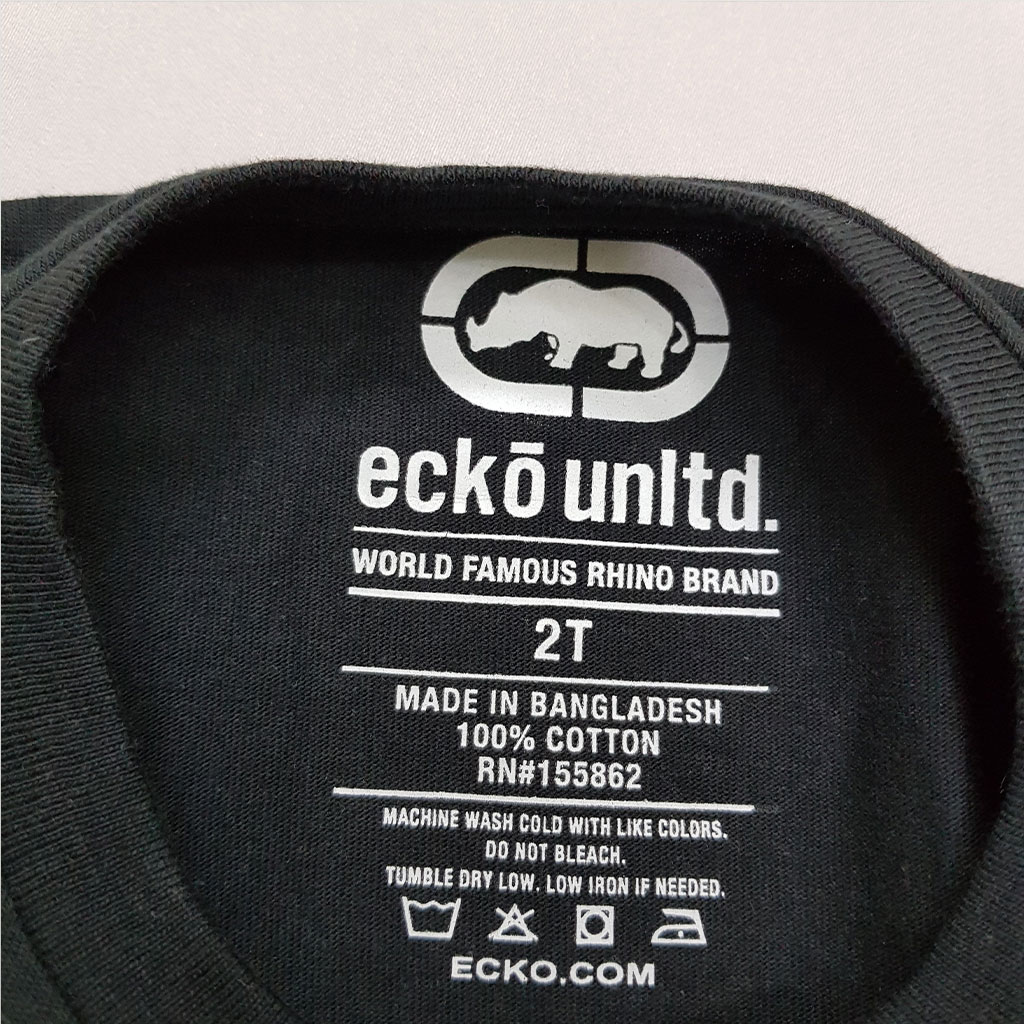 eckō unltd.
WORLD FAMOUS RHINO BRAND
2T
MADE IN BANGLADESH
100% COTTON
RN#155862
MACHINE WASH COLD WITH LIKE COLORS.
DO NOT BLEACH.
TUMBLE DRY LOW. LOW IRON IF NEEDED.
ECKO.COM